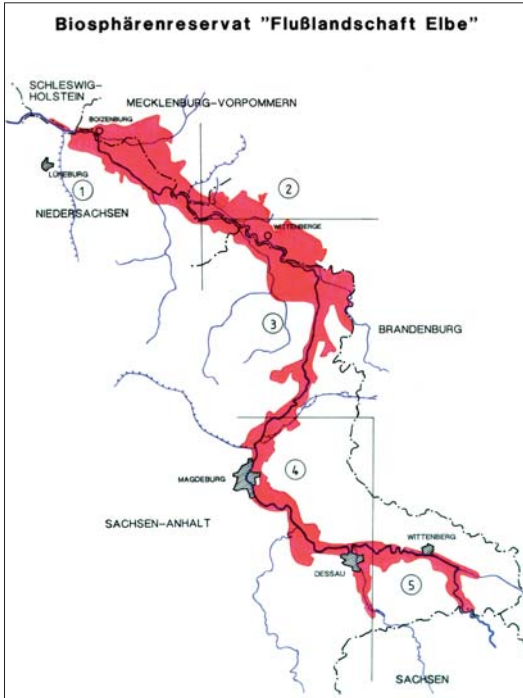 Biosphärenreservat "Flußlandschaft Elbe"
SCHLESWIG-
HOLSTEIN
MECKLENBURG-VORPOMMERN
BOIZENBURG
LÜNEBURG
1
2
NIEDERSACHSEN
WITTENBERGE
3
BRANDENBURG
4
MAGDEBURG
SACHSEN-ANHALT
WITTENBERG
DESSAU
5
SACHSEN